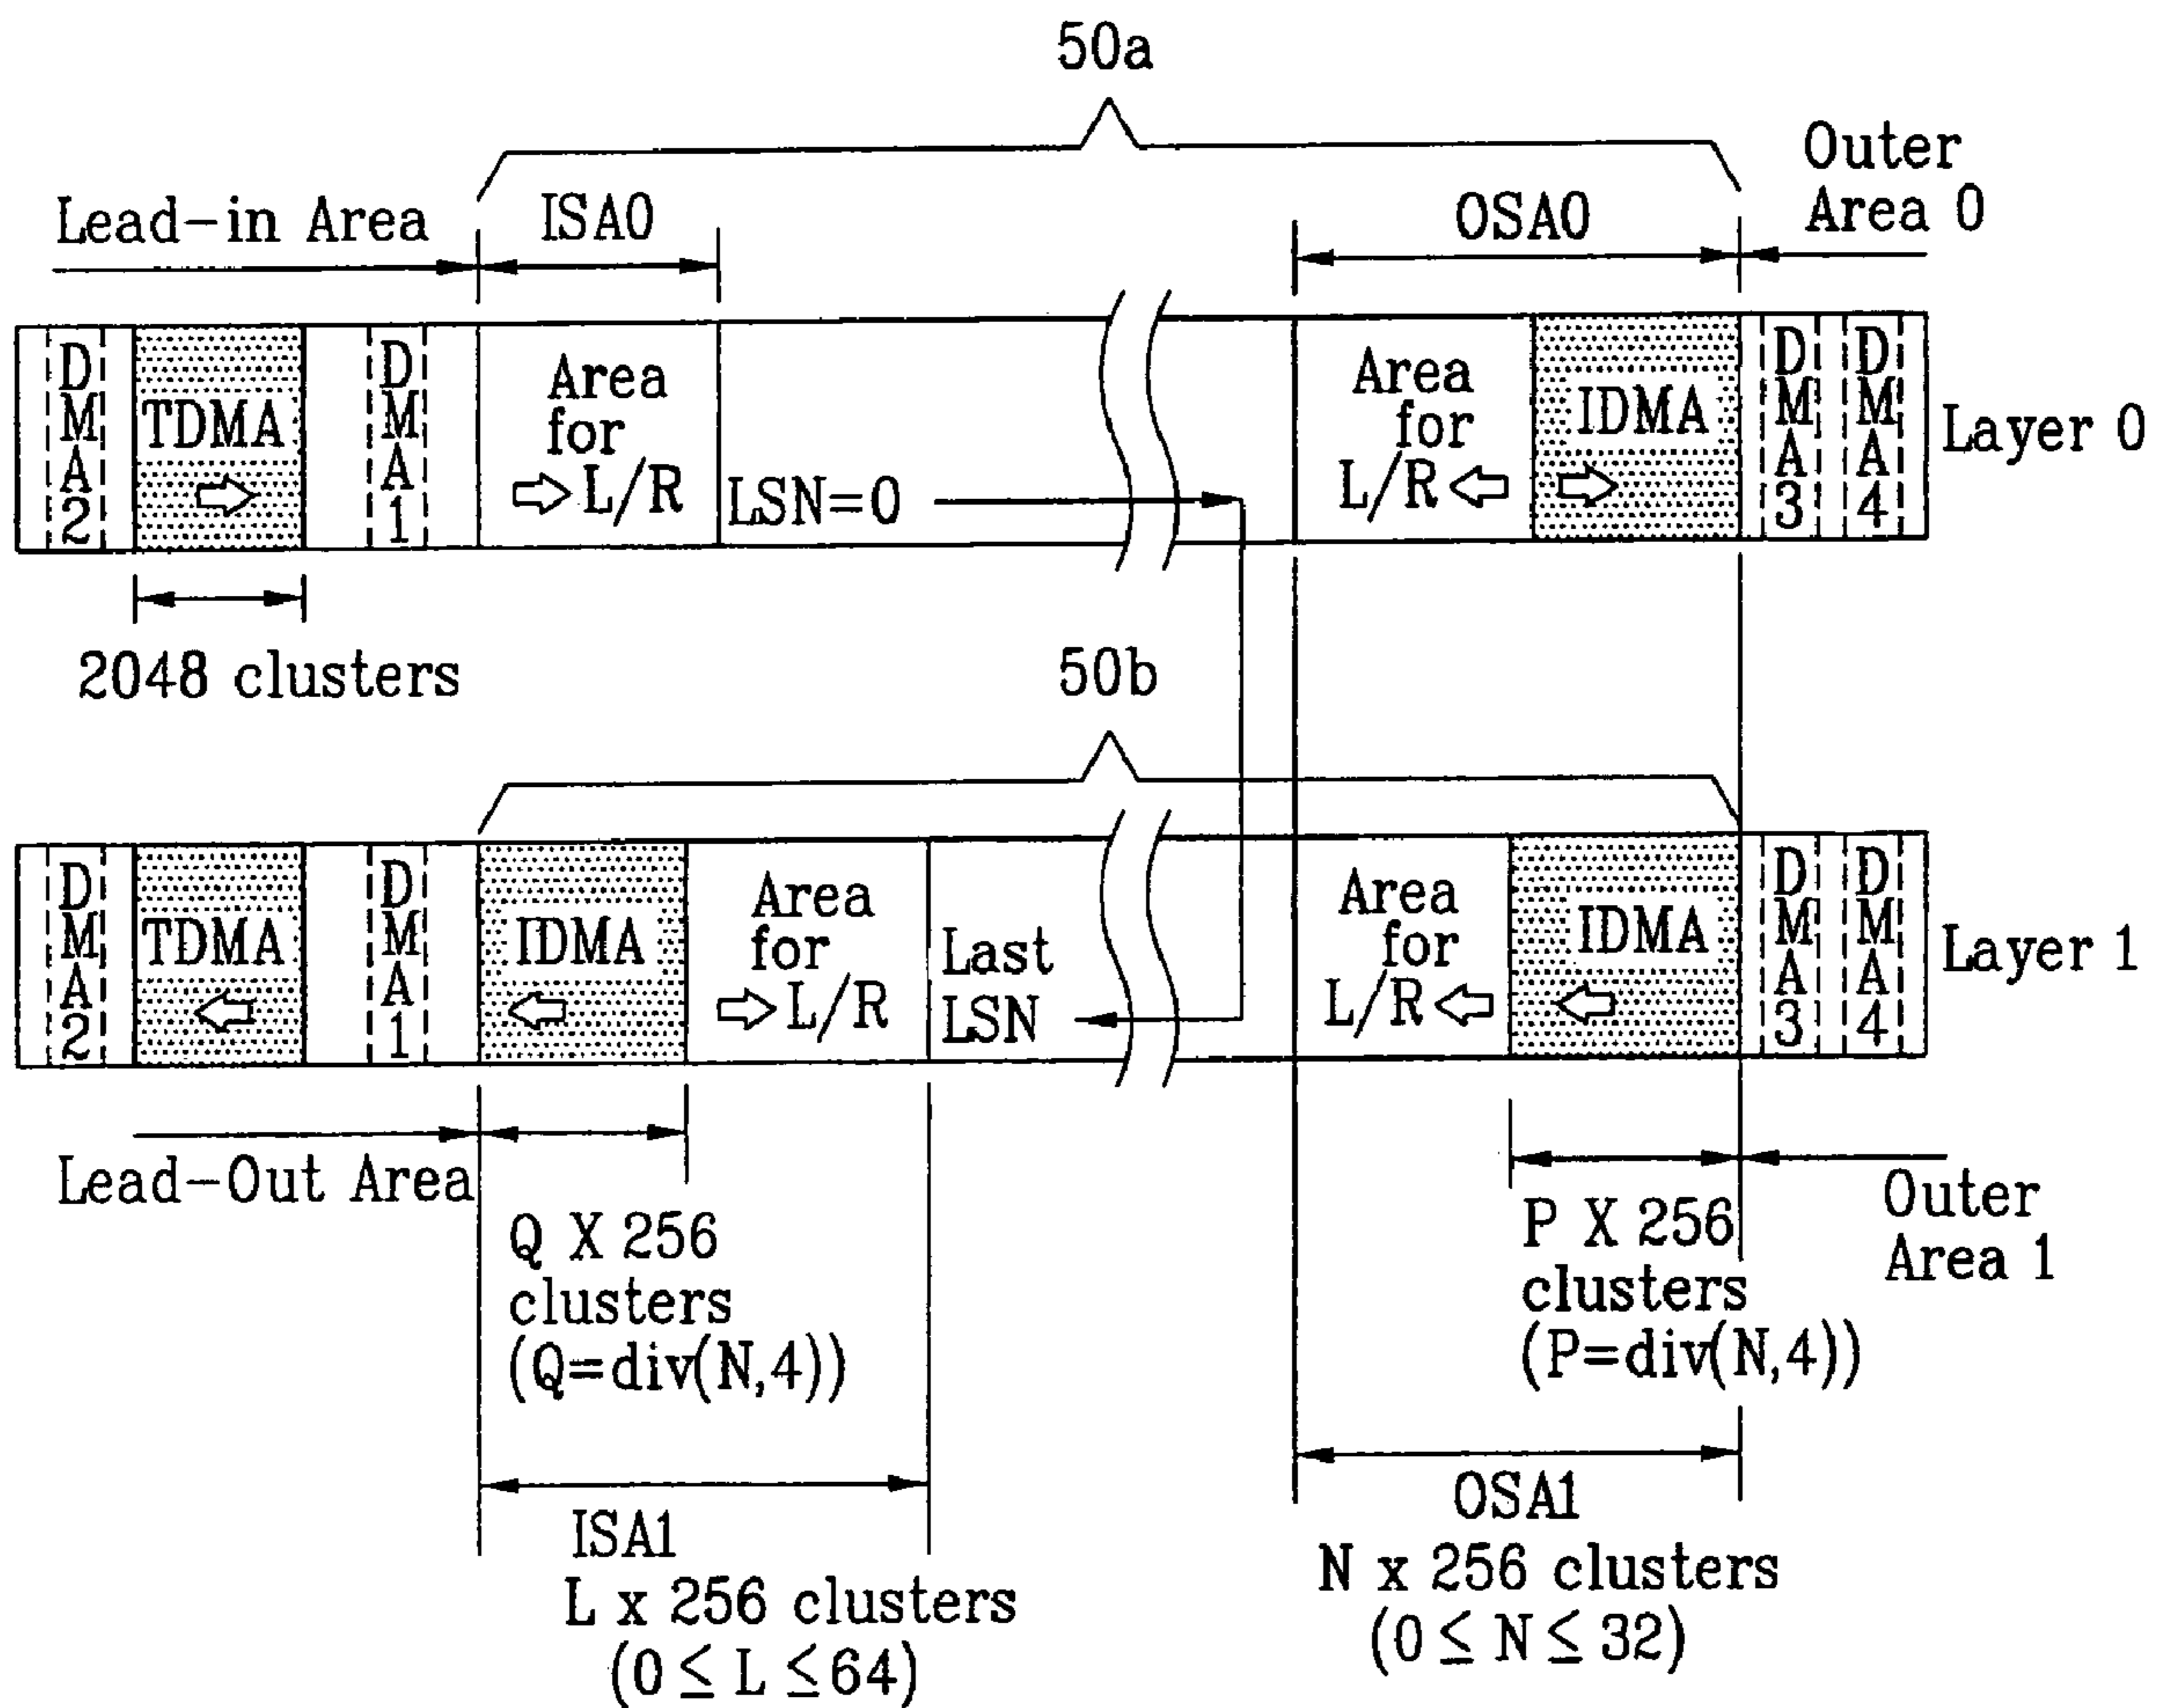 50a
Outer
Area 0
Lead-in Area
ISA0
OSA0
D
M
A
2
TDMA
D
M
A
1
Area
for
L/R
LSN=0
Area
for
L/R
IDMA
D
M
A
3
D
M
A
4
Layer 0
2048 clusters
50b
D
M
A
2
TDMA
D
M
A
1
IDMA
Area
for
L/R
Last
LSN
Area
for
L/R
IDMA
D
M
A
3
D
M
A
4
Layer 1
Lead-Out Area
Q X 256
clusters
(Q=div(N,4))
P X 256
clusters
(P=div(N,4))
Outer
Area 1
ISA1
L x 256 clusters
(0 ≤ L ≤64)
OSA1
N x 256 clusters
(0 ≤ N ≤ 32)